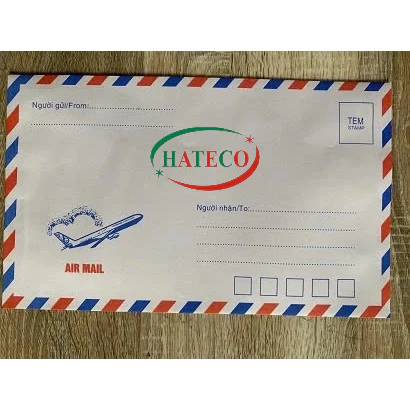 Người gửi/From:
TEM
STAMP
HATECO
Người nhận/To:
AIR MAIL